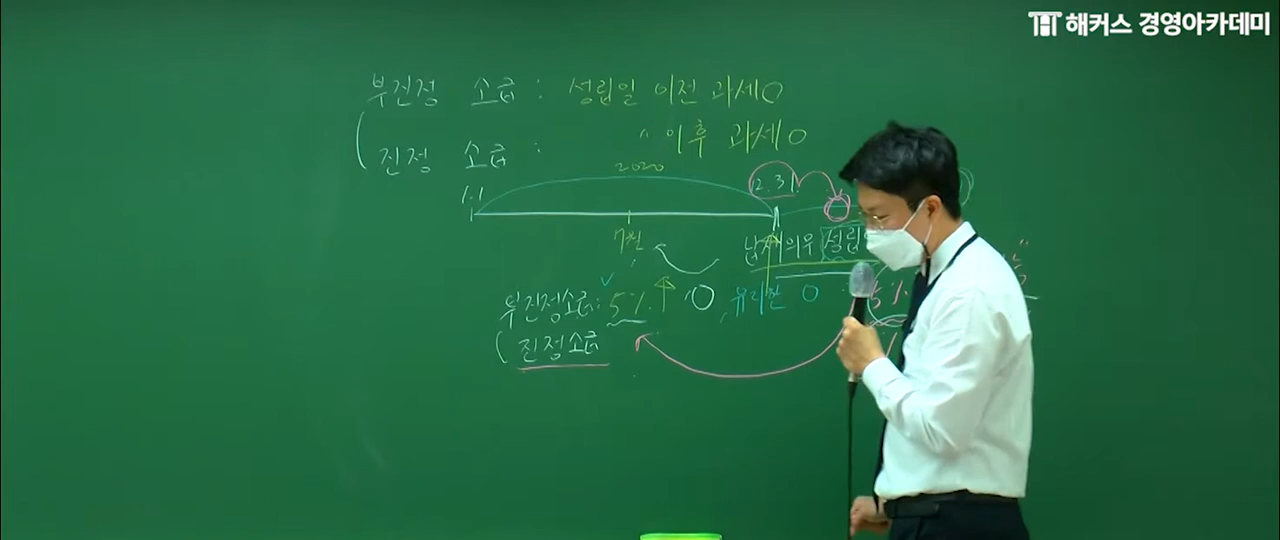 해커스 경영아카데미
부진정 소급 : 성립일 이전 과세○
진정 소급 : 〃 이후 과세○
2020
1.1
12.31
7월
납세의무 성립
부진정소급: 5%↑ ○ 유리한 ○
5%
진정소급